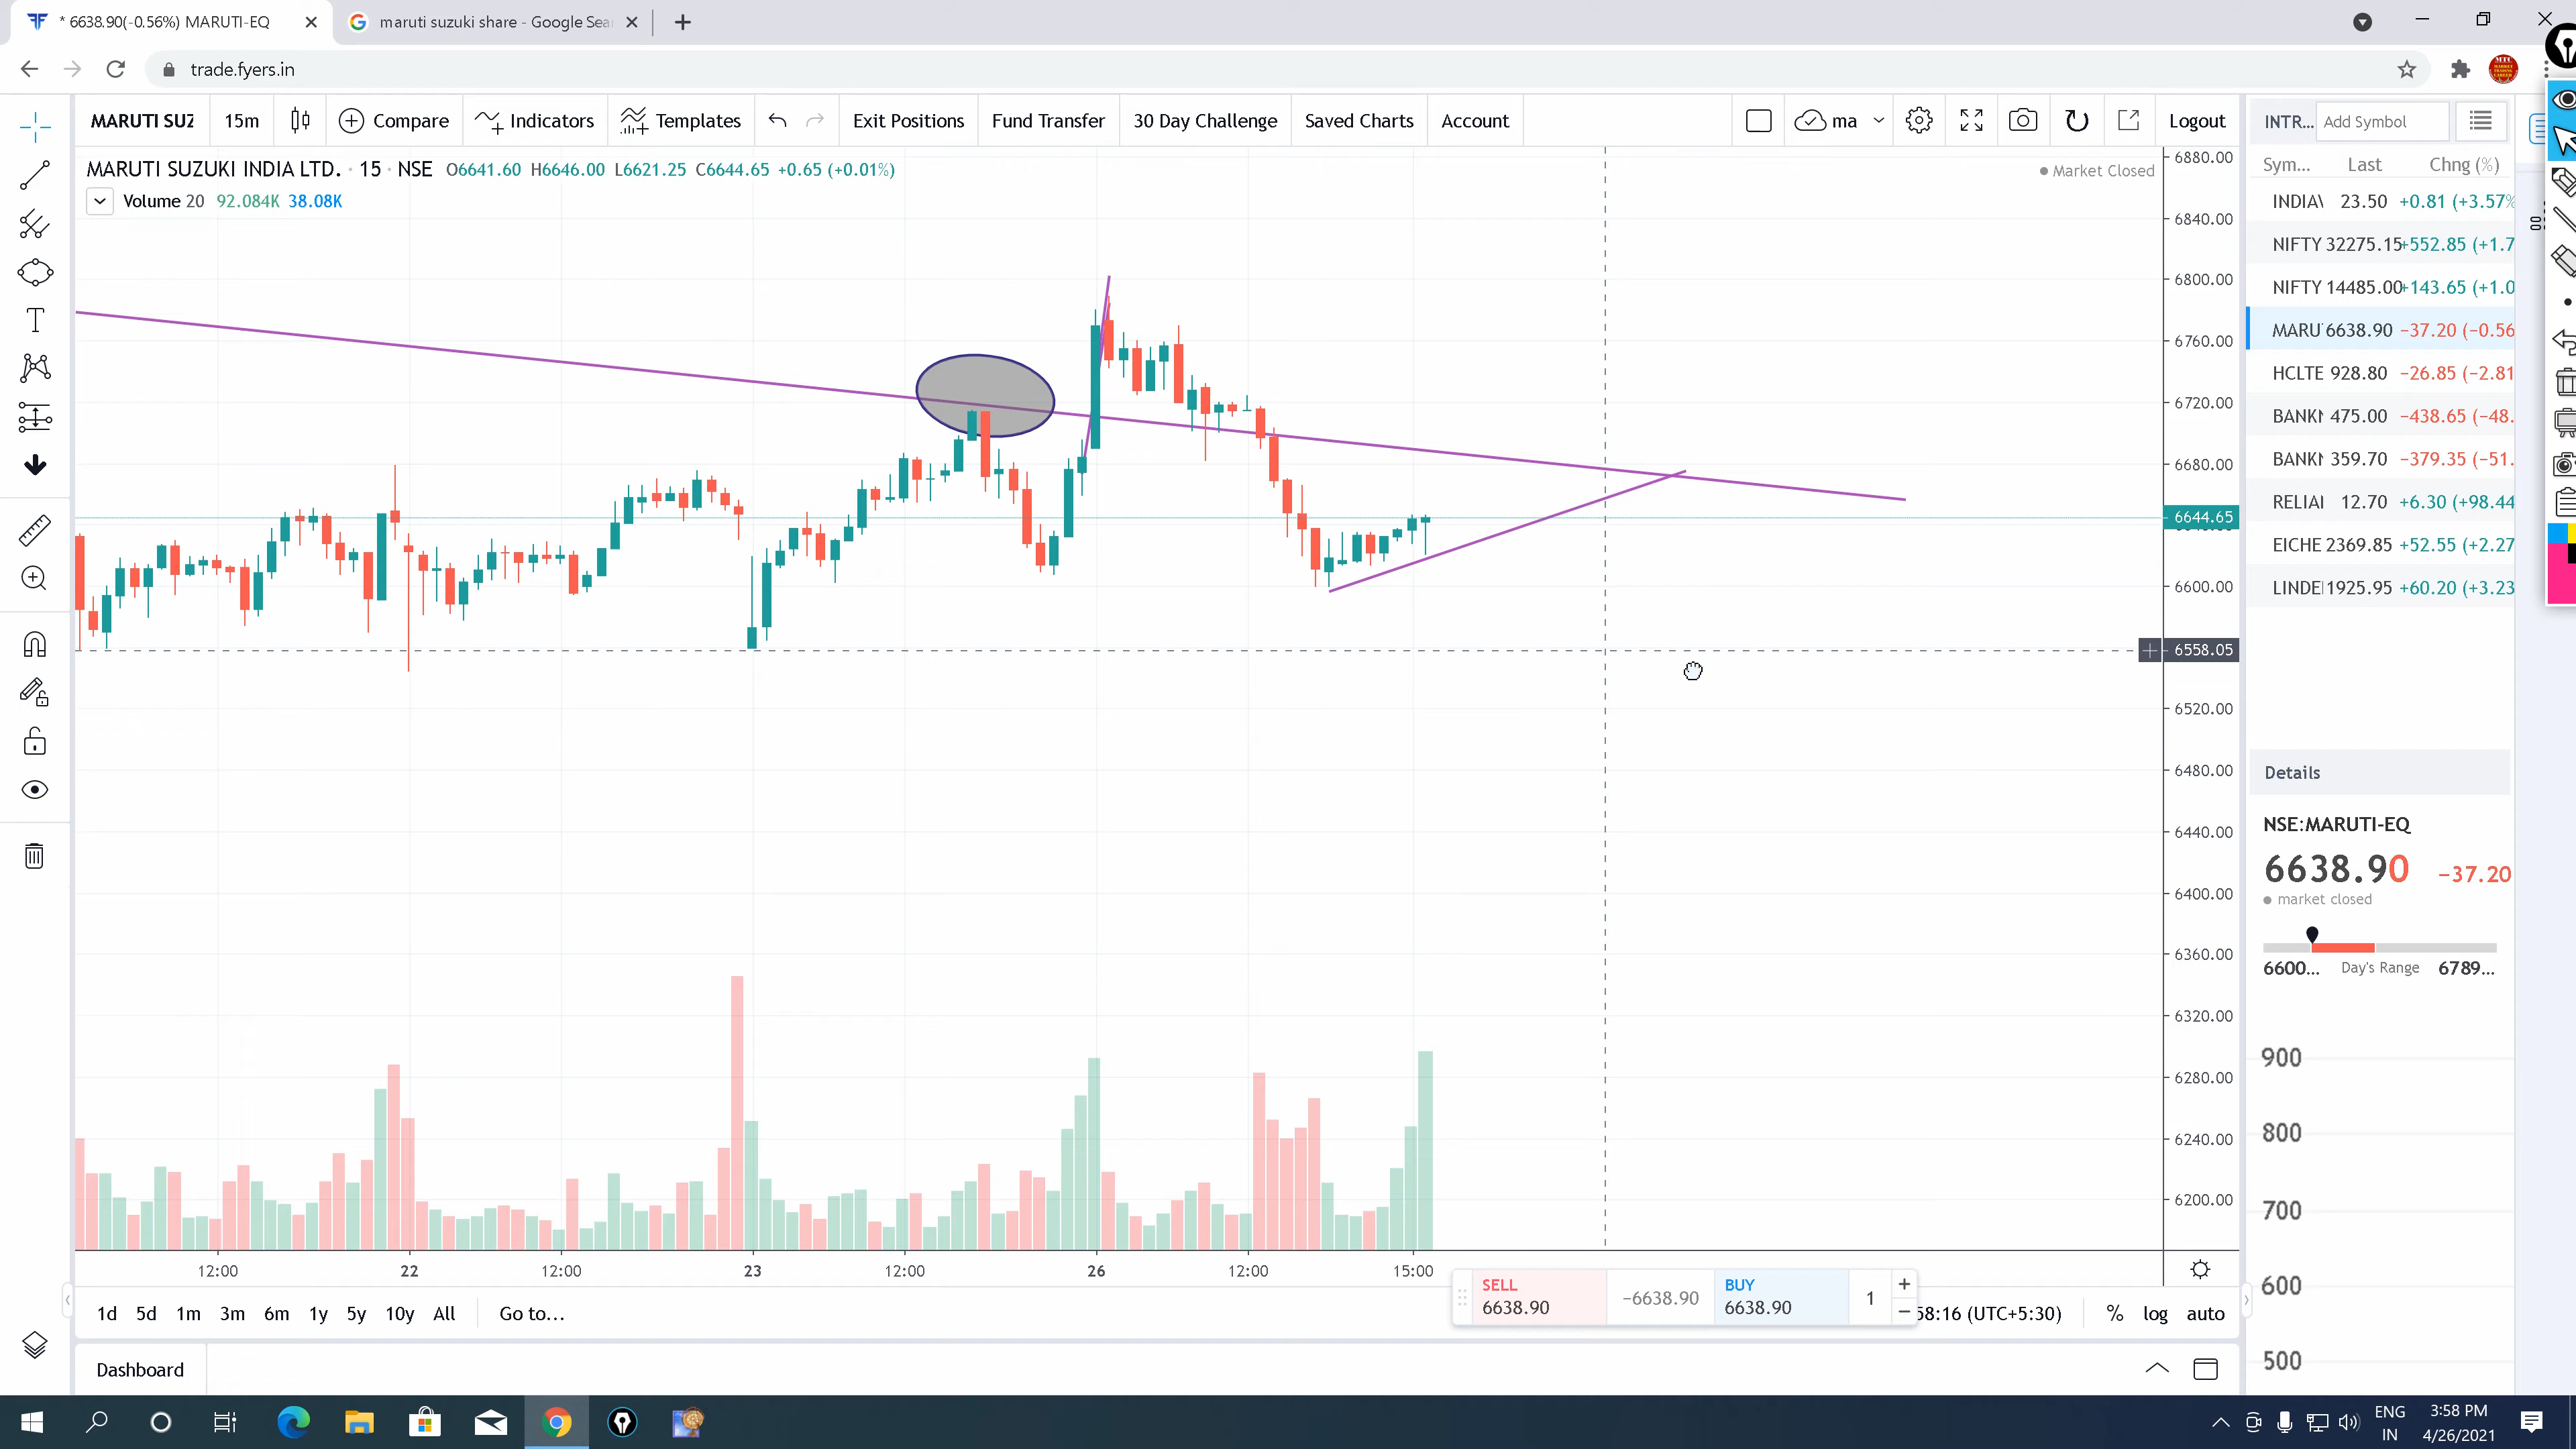 * 6638.90(-0.56%) MARUTI-EQ
maruti suzuki share - Google Sea
trade.fyers.in
MARUTI SUZ 15m Compare Indicators Templates Exit Positions Fund Transfer 30 Day Challenge Saved Charts Account ma Logout
INTR... Add Symbol
MARUTI SUZUKI INDIA LTD. · 15 · NSE O6641.60 H6646.00 L6621.25 C6644.65 +0.65 (+0.01%)
Market Closed
Volume 20 92.084K 38.08K
Sym... Last Chng (%)
INDIA 23.50 +0.81 (+3.57%
NIFTY 32275.15 +552.85 (+1.7
NIFTY 14485.00 +143.65 (+1.0
MARU 6638.90 −37.20 (−0.56
HCLTE 928.80 −26.85 (−2.81
BANKI 475.00 −438.65 (−48.
BANKI 359.70 −379.35 (−51.
RELIAI 12.70 +6.30 (+98.44
EICHE 2369.85 +52.55 (+2.27
LINDE 1925.95 +60.20 (+3.23
6880.00
6840.00
6800.00
6760.00
6720.00
6680.00
6644.65
6600.00
6558.05
6520.00
6480.00
6440.00
6400.00
6360.00
6320.00
6280.00
6240.00
6200.00
Details
NSE:MARUTI-EQ
6638.90 −37.20
market closed
6600... Day's Range 6789...
900
800
700
600
500
12:00 22 12:00 23 12:00 26 12:00 15:00
1d 5d 1m 3m 6m 1y 5y 10y All Go to...
SELL
6638.90
−6638.90
BUY
6638.90
1
58:16 (UTC+5:30) % log auto
Dashboard
ENG
IN
3:58 PM
4/26/2021